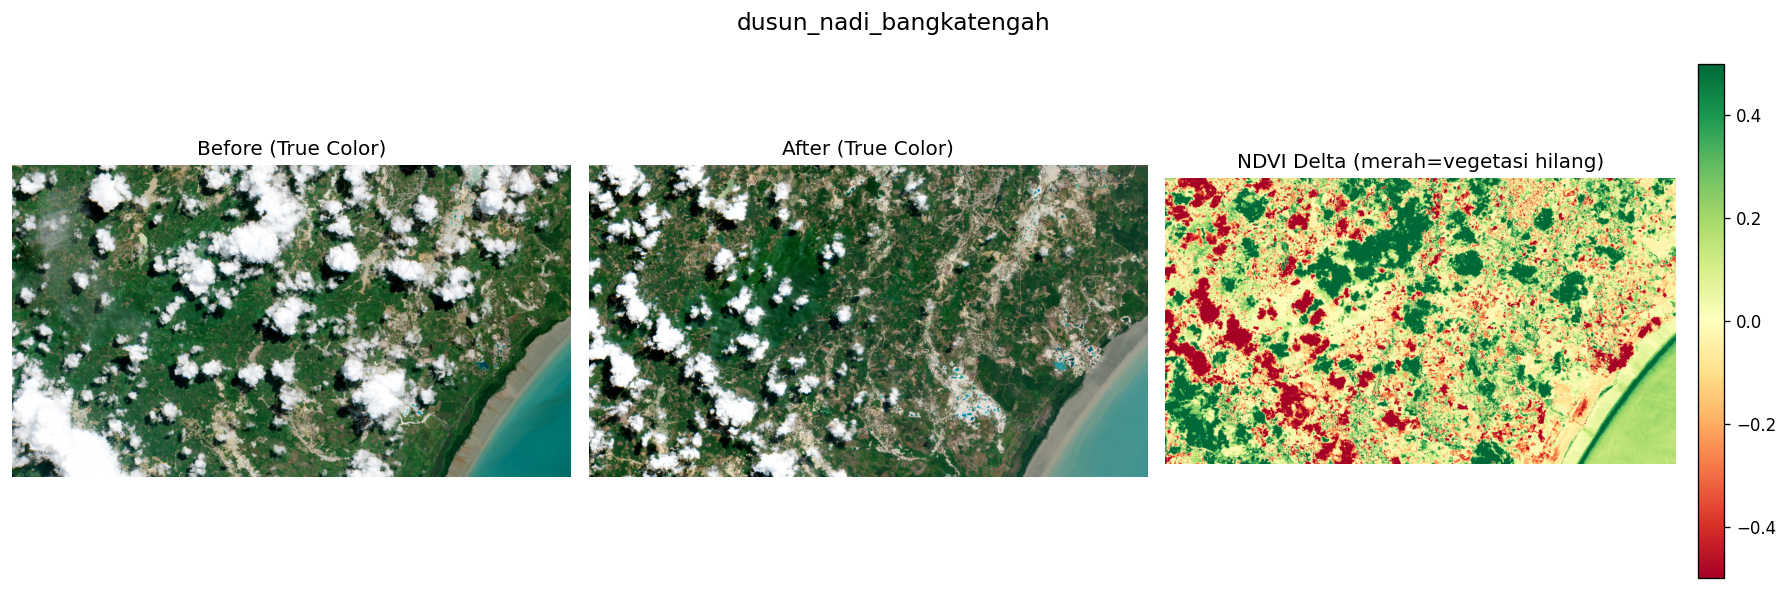 dusun_nadi_bangkatengah
Before (True Color)
After (True Color)
NDVI Delta (merah=vegetasi hilang)
0.4
0.2
0.0
−0.2
−0.4